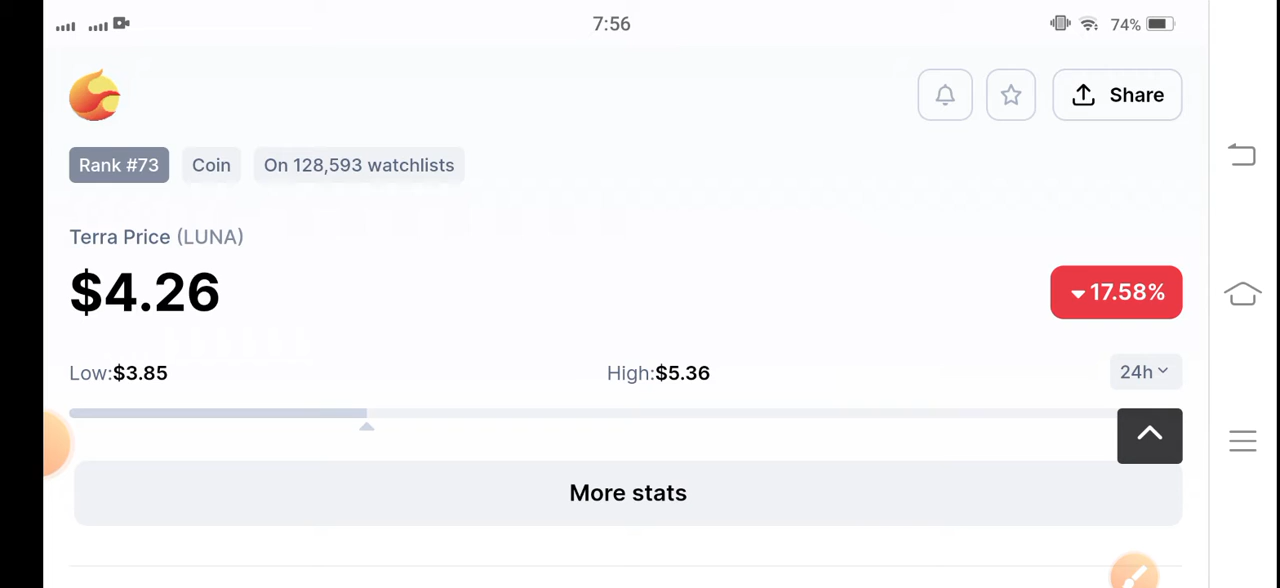 7:56
74%
Share
Rank #73 Coin On 128,593 watchlists
Terra Price (LUNA)
$4.26
17.58%
Low:$3.85 High:$5.36 24h
More stats